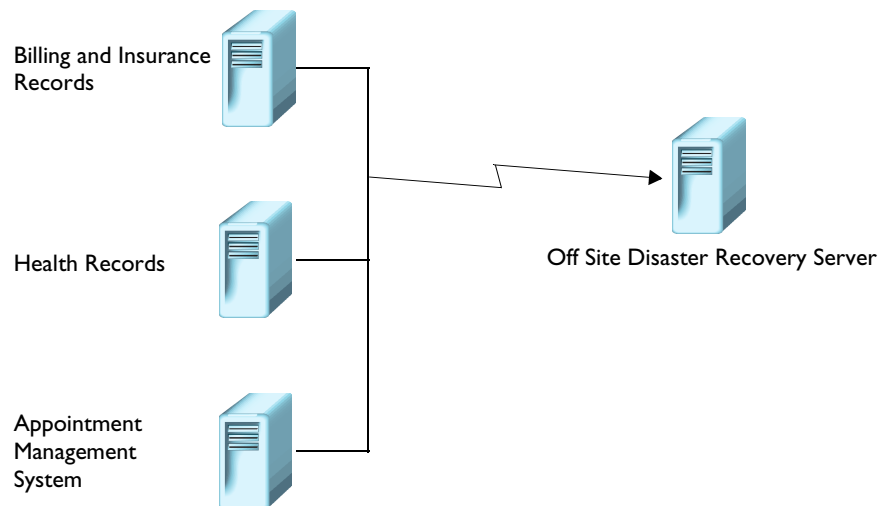 Billing and Insurance
Records
Health Records
Off Site Disaster Recovery Server
Appointment
Management
System